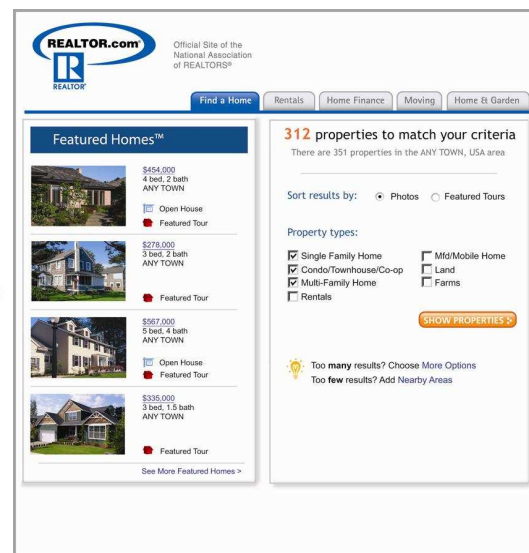 REALTOR.com®
REALTOR®
Official Site of the
National Association
of REALTORS®
Find a Home
Rentals
Home Finance
Moving
Home & Garden
Featured Homes™
$454,000
4 bed, 2 bath
ANY TOWN
Open House
Featured Tour
$278,000
3 bed, 2 bath
ANY TOWN
Featured Tour
$567,000
5 bed, 4 bath
ANY TOWN
Open House
Featured Tour
$335,000
3 bed, 1.5 bath
ANY TOWN
Featured Tour
See More Featured Homes >
312 properties to match your criteria
There are 351 properties in the ANY TOWN, USA area
Sort results by: Photos Featured Tours
Property types:
Single Family Home
Condo/Townhouse/Co-op
Multi-Family Home
Rentals
Mfd/Mobile Home
Land
Farms
SHOW PROPERTIES
Too many results? Choose More Options
Too few results? Add Nearby Areas